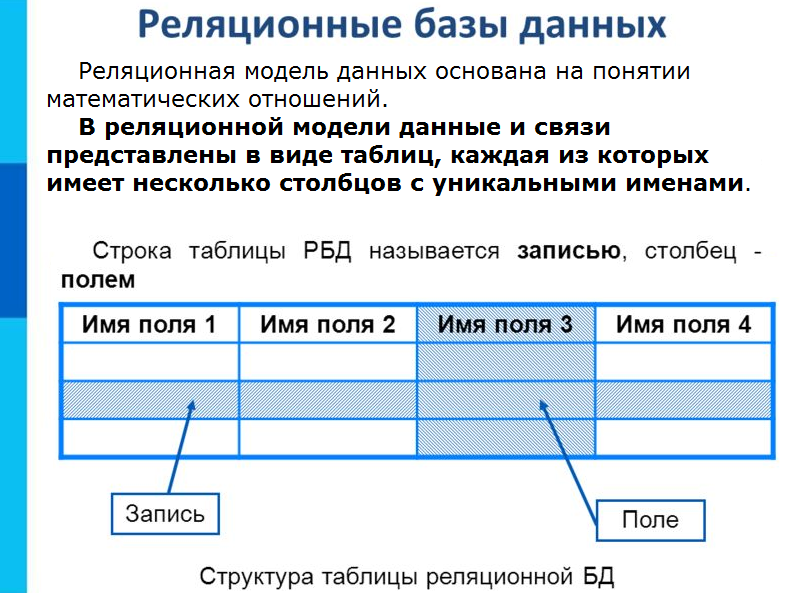 Реляционные базы данных
Реляционная модель данных основана на понятии
математических отношений.
В реляционной модели данные и связи
представлены в виде таблиц, каждая из которых
имеет несколько столбцов с уникальными именами.
Строка таблицы РБД называется записью, столбец -
полем
Имя поля 1 Имя поля 2 Имя поля 3 Имя поля 4
Запись
Поле
Структура таблицы реляционной БД